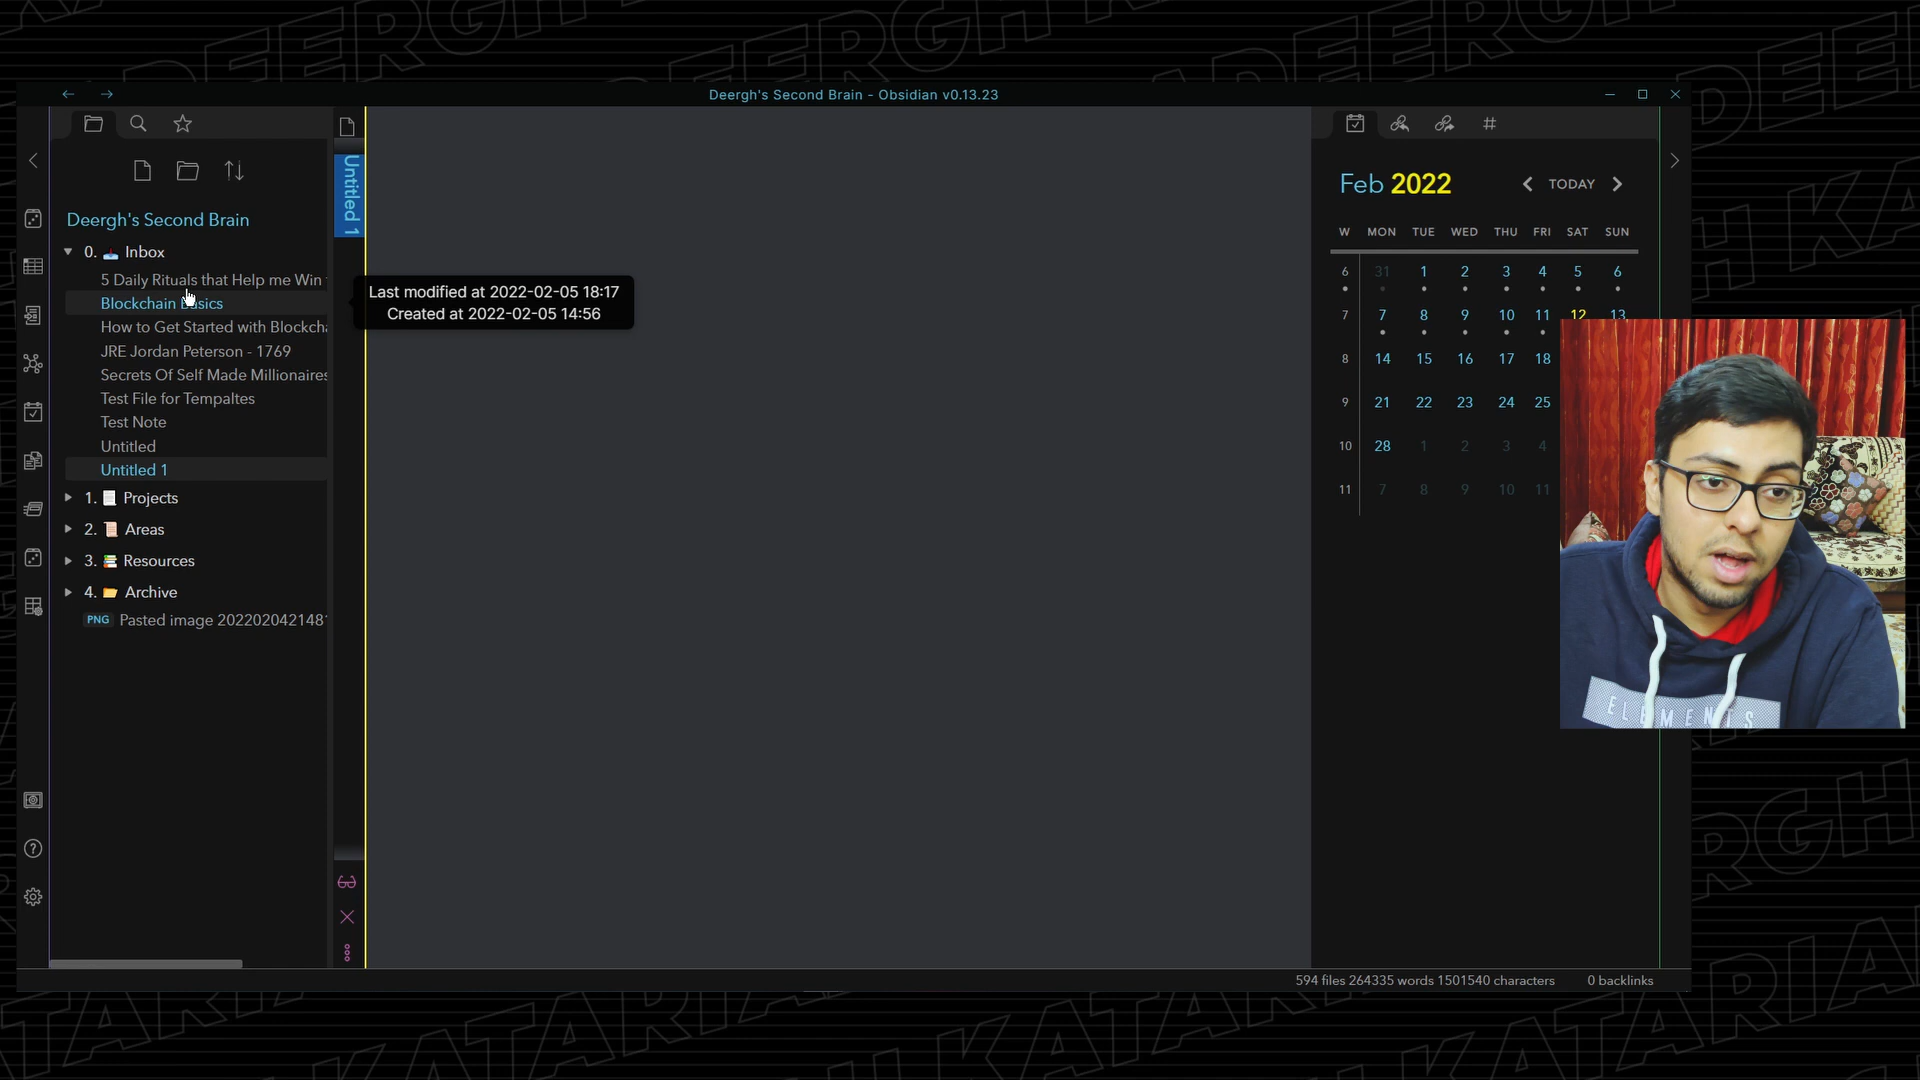 Deergh's Second Brain - Obsidian v0.13.23
Untitled 1
Deergh's Second Brain
0. Inbox
5 Daily Rituals that Help me Win
Blockchain Basics
How to Get Started with Blockcha
JRE Jordan Peterson - 1769
Secrets Of Self Made Millionaires
Test File for Tempaltes
Test Note
Untitled
Untitled 1
1. Projects
2. Areas
3. Resources
4. Archive
PNG Pasted image 2022020421481
Last modified at 2022-02-05 18:17
Created at 2022-02-05 14:56
Feb 2022
TODAY
W MON TUE WED THU FRI SAT SUN
6 31 1 2 3 4 5 6
7 7 8 9 10 11 12 13
8 14 15 16 17 18
9 21 22 23 24 25
10 28 1 2 3 4
11 7 8 9 10 11
ELEMENTS
594 files 264335 words 1501540 characters
0 backlinks
DEERGH KATARIA